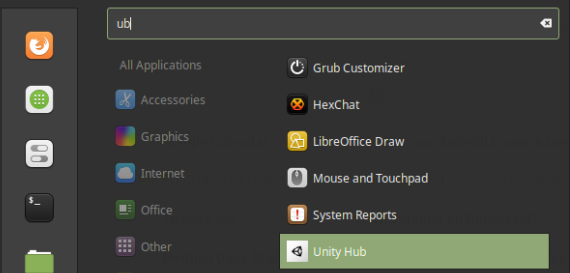 ub
All Applications
Accessories
Graphics
Internet
Office
Other
Grub Customizer
HexChat
LibreOffice Draw
Mouse and Touchpad
System Reports
Unity Hub
$_